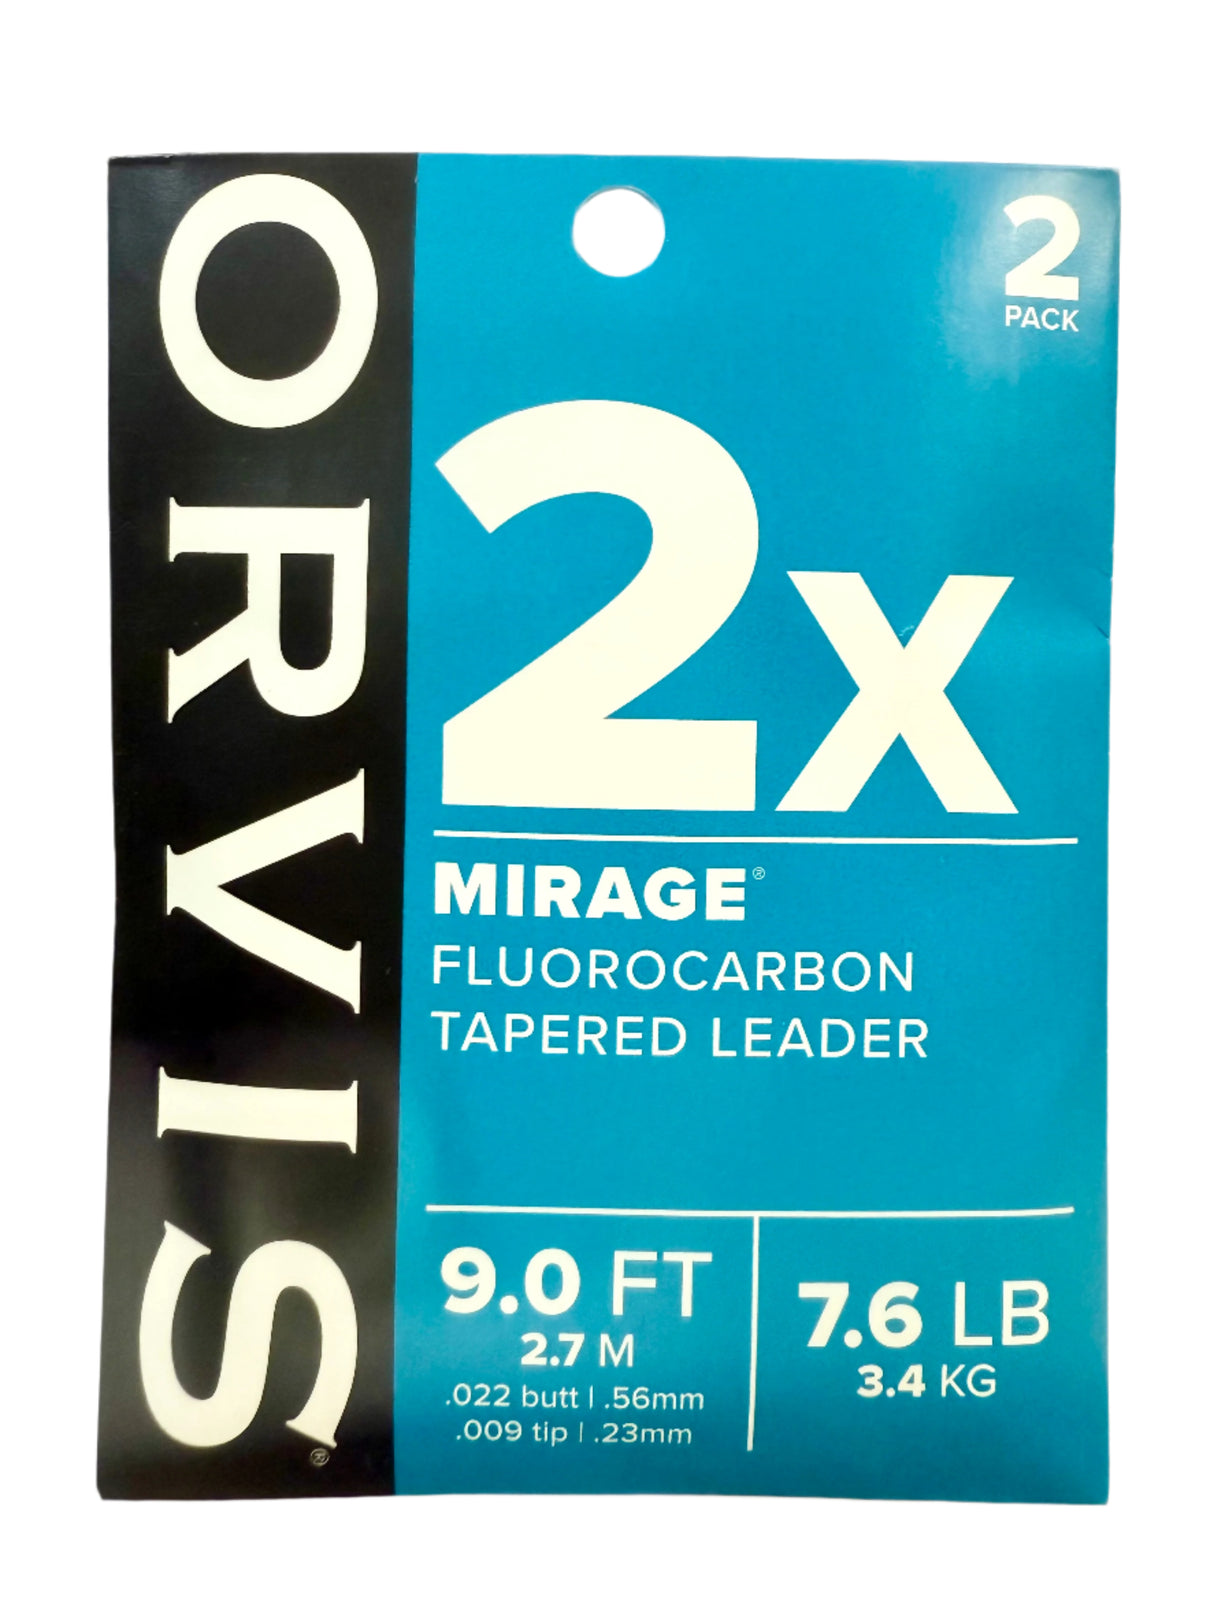 ORVIS®
2
PACK
2x
MIRAGE®
FLUOROCARBON
TAPERED LEADER
9.0 FT
2.7 M
.022 butt | .56mm
.009 tip | .23mm
7.6 LB
3.4 KG